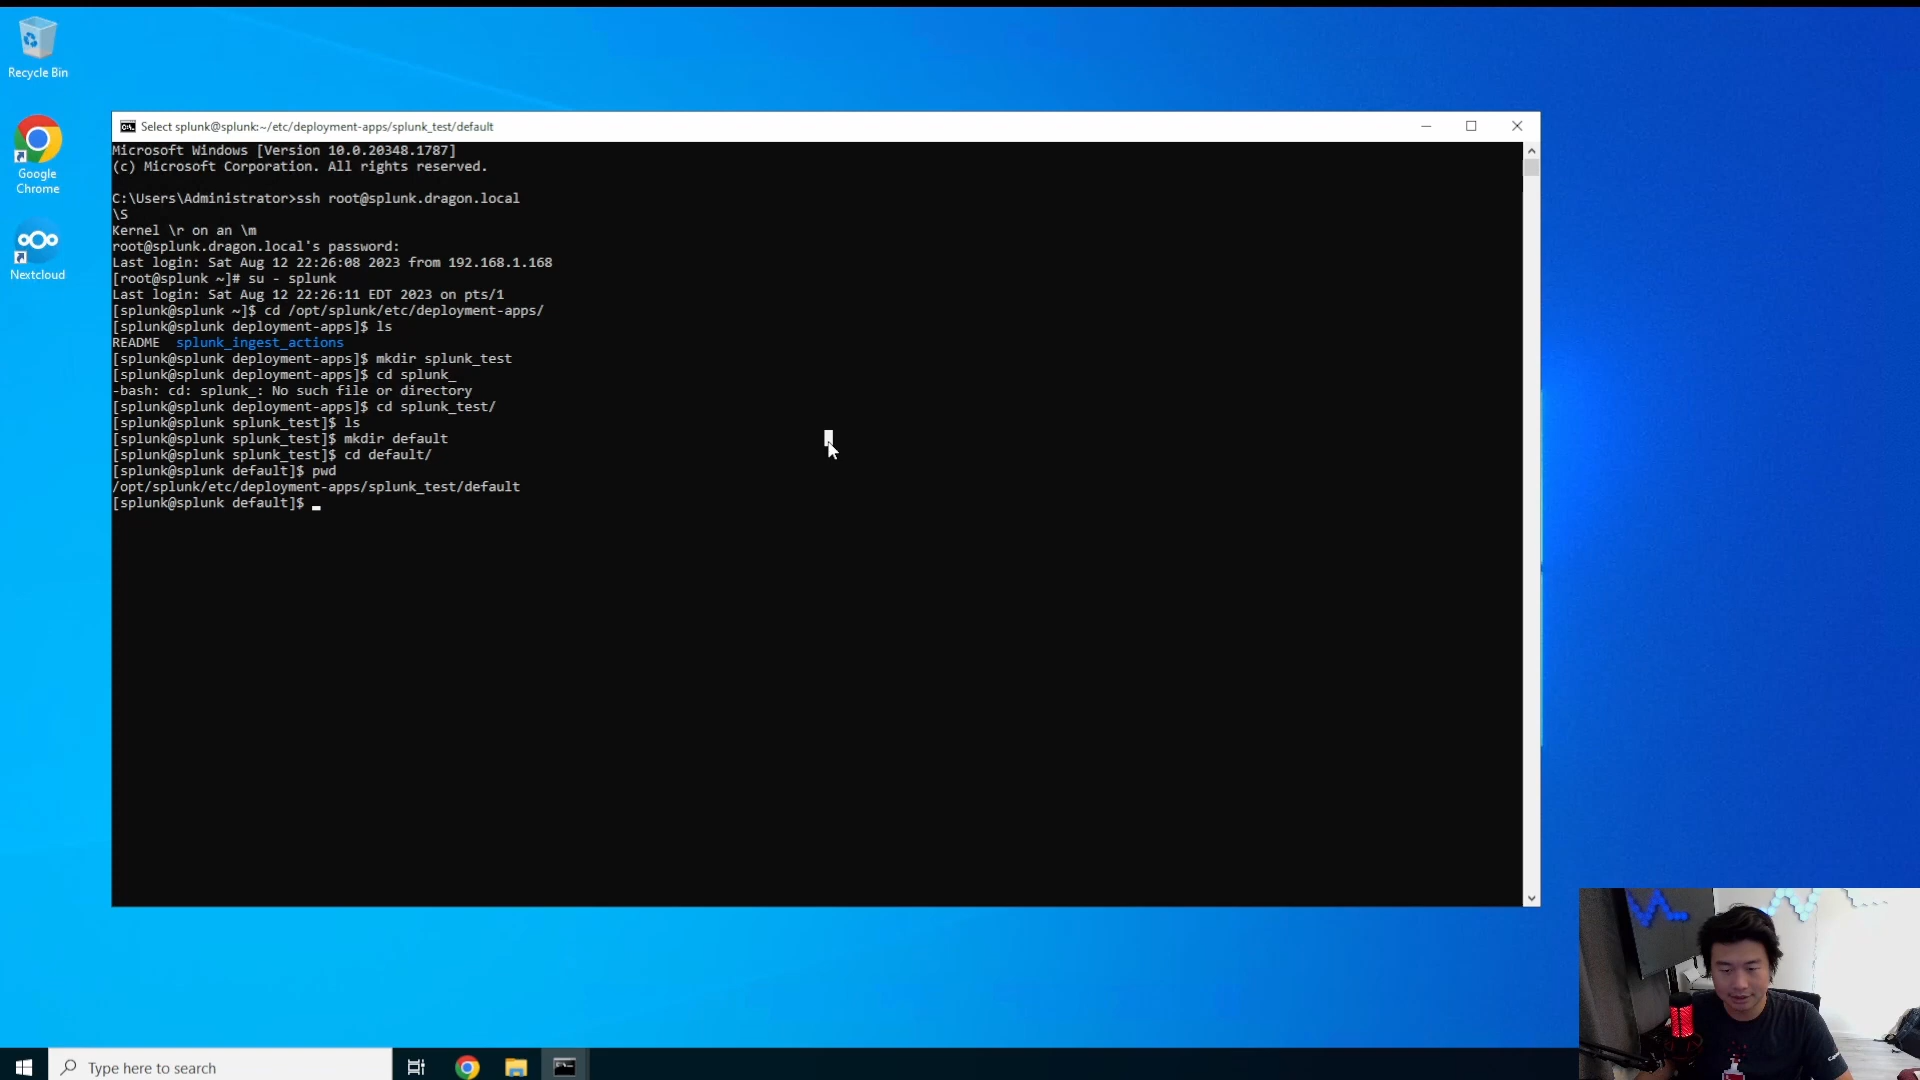 Recycle Bin
Google
Chrome
Nextcloud
Select splunk@splunk:~/etc/deployment-apps/splunk_test/default
Microsoft Windows [Version 10.0.20348.1787]
(c) Microsoft Corporation. All rights reserved.
C:\Users\Administrator>ssh root@splunk.dragon.local
\S
Kernel \r on an \m
root@splunk.dragon.local's password:
Last login: Sat Aug 12 22:26:08 2023 from 192.168.1.168
[root@splunk ~]# su - splunk
Last login: Sat Aug 12 22:26:11 EDT 2023 on pts/1
[splunk@splunk ~]$ cd /opt/splunk/etc/deployment-apps/
[splunk@splunk deployment-apps]$ ls
README  splunk_ingest_actions
[splunk@splunk deployment-apps]$ mkdir splunk_test
[splunk@splunk deployment-apps]$ cd splunk_
-bash: cd: splunk_: No such file or directory
[splunk@splunk deployment-apps]$ cd splunk_test/
[splunk@splunk splunk_test]$ ls
[splunk@splunk splunk_test]$ mkdir default
[splunk@splunk splunk_test]$ cd default/
[splunk@splunk default]$ pwd
/opt/splunk/etc/deployment-apps/splunk_test/default
[splunk@splunk default]$
Type here to search